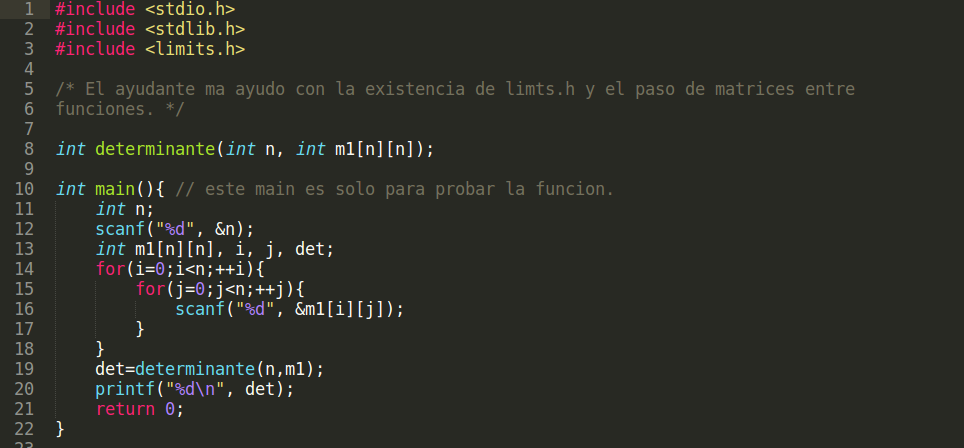 1 #include <stdio.h>
2 #include <stdlib.h>
3 #include <limits.h>
4
5 /* El ayudante ma ayudo con la existencia de limts.h y el paso de matrices entre
6 funciones. */
7
8 int determinante(int n, int m1[n][n]);
9
10 int main(){ // este main es solo para probar la funcion.
11     int n;
12     scanf("%d", &n);
13     int m1[n][n], i, j, det;
14     for(i=0;i<n;++i){
15         for(j=0;j<n;++j){
16             scanf("%d", &m1[i][j]);
17         }
18     }
19     det=determinante(n,m1);
20     printf("%d\n", det);
21     return 0;
22 }
23